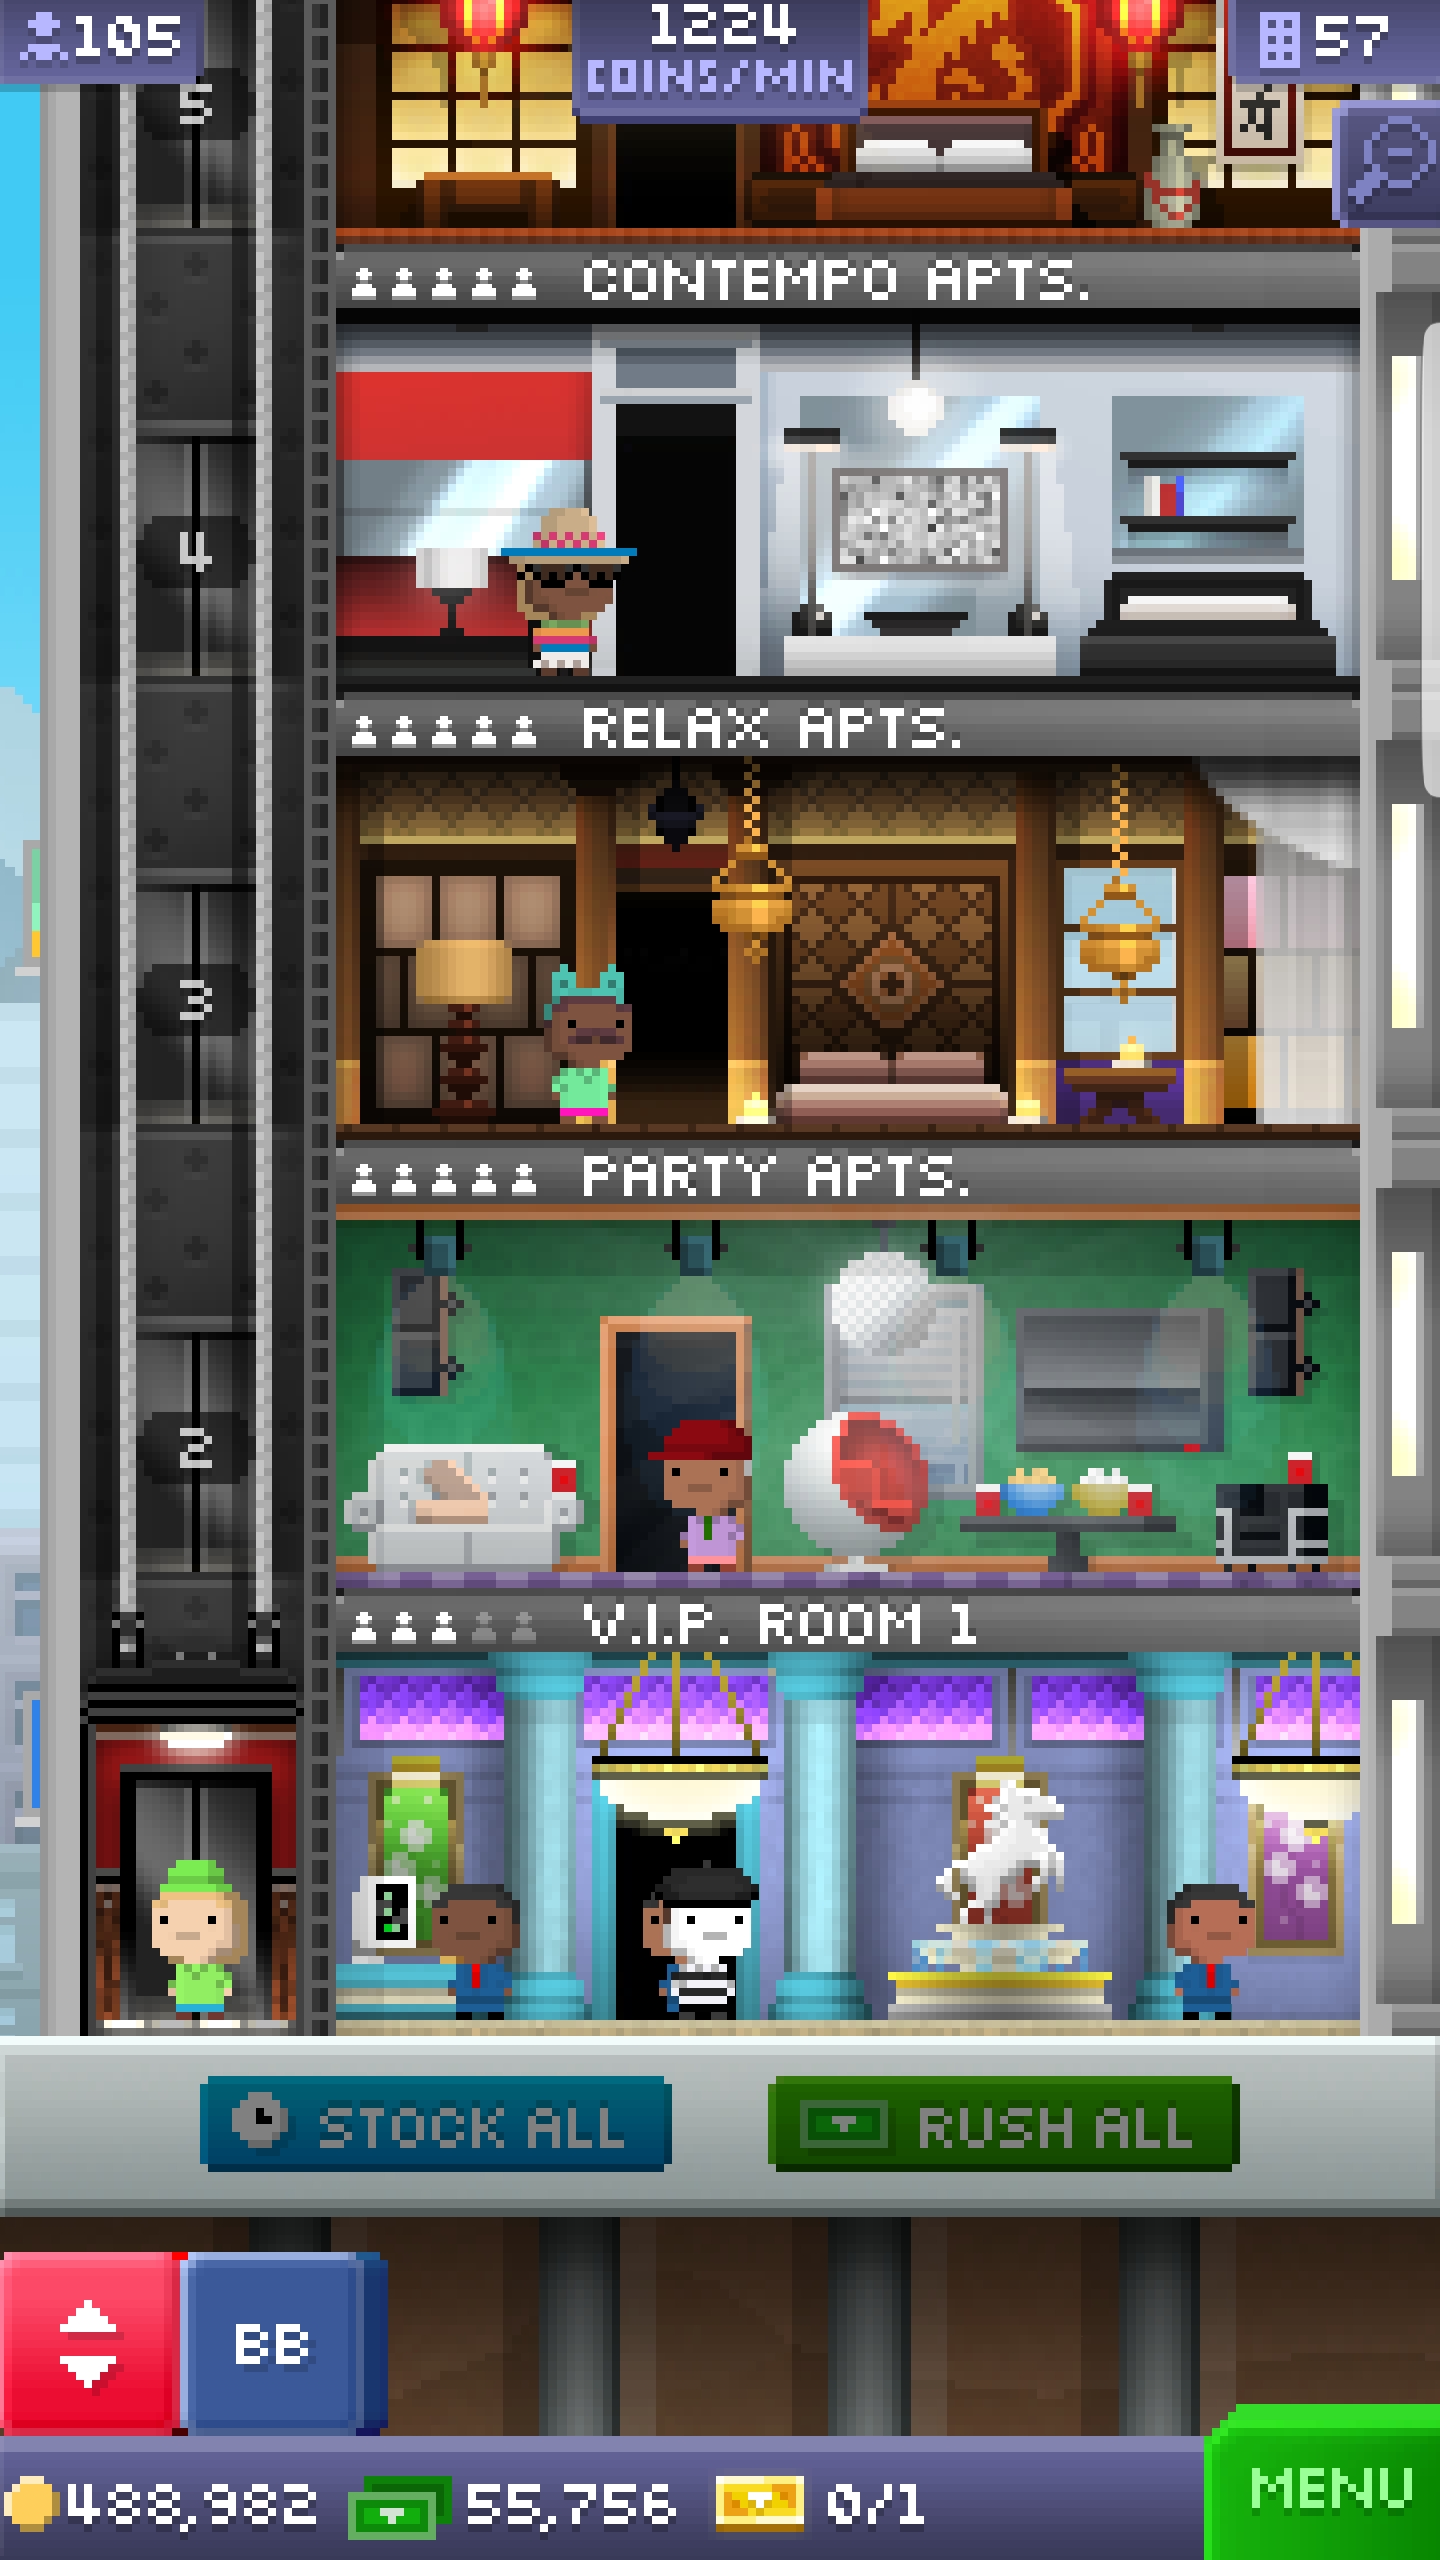 105
1224
COINS/MIN
57
5
CONTEMPO APTS.
4
RELAX APTS.
3
PARTY APTS.
2
V.I.P. ROOM 1
STOCK ALL
RUSH ALL
BB
488,982
55,756
0/1
MENU